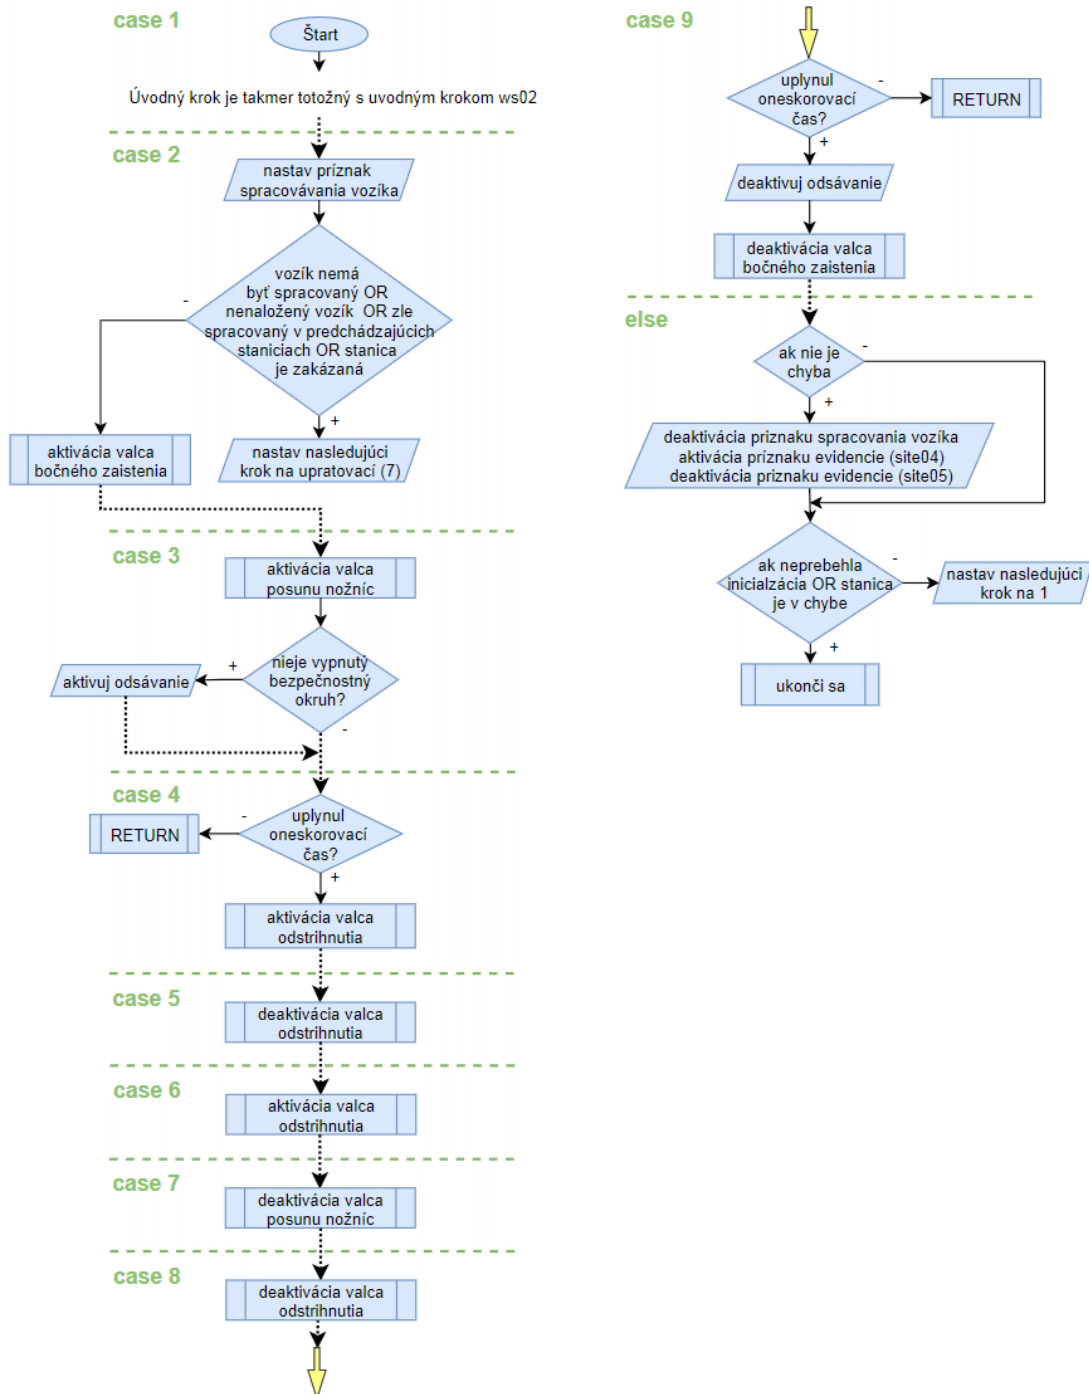 case 1
Štart
Úvodný krok je takmer totožný s uvodným krokom ws02
case 2
nastav príznak
spracovávania vozíka
vozík nemá
byť spracovaný OR
nenaložený vozík OR zle
spracovaný v predchádzajúcich
staniciach OR stanica
je zakázaná
-
+
aktivácia valca
bočného zaistenia
nastav nasledujúci
krok na upratovací (7)
case 3
aktivácia valca
posunu nožníc
nieje vypnutý
bezpečnostný
okruh?
+
-
aktivuj odsávanie
case 4
uplynul
oneskorovací
čas?
-
+
RETURN
aktivácia valca
odstrihnutia
case 5
deaktivácia valca
odstrihnutia
case 6
aktivácia valca
odstrihnutia
case 7
deaktivácia valca
posunu nožníc
case 8
deaktivácia valca
odstrihnutia
case 9
uplynul
oneskorovací
čas?
-
+
RETURN
deaktivuj odsávanie
deaktivácia valca
bočného zaistenia
else
ak nie je
chyba
-
+
deaktivácia priznaku spracovania vozíka
aktivácia príznaku evidencie (site04)
deaktivácia priznaku evidencie (site05)
ak neprebehla
inicialzácia OR stanica
je v chybe
-
+
nastav nasledujúci
krok na 1
ukonči sa